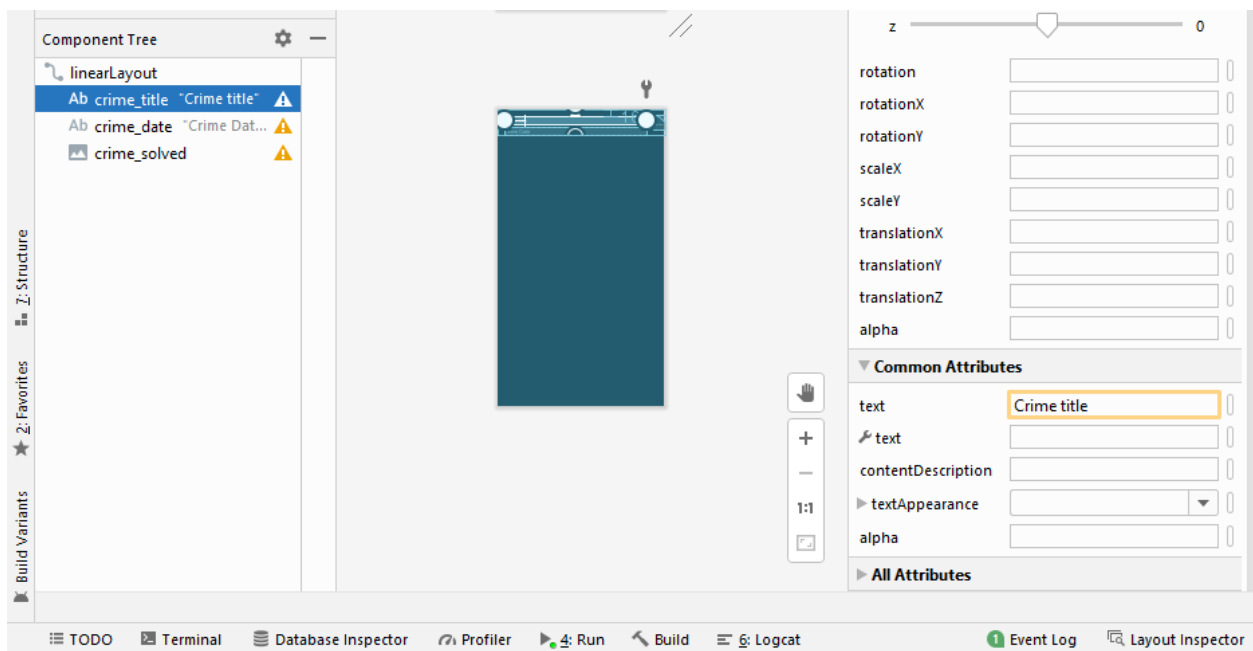 Component Tree
linearLayout
Ab crime_title "Crime title"
Ab crime_date "Crime Dat...
crime_solved
7: Structure
2: Favorites
Build Variants
1:1
z 0
rotation
rotationX
rotationY
scaleX
scaleY
translationX
translationY
translationZ
alpha
Common Attributes
text Crime title
text
contentDescription
textAppearance
alpha
All Attributes
TODO Terminal Database Inspector Profiler 4: Run Build 6: Logcat 1 Event Log Layout Inspector